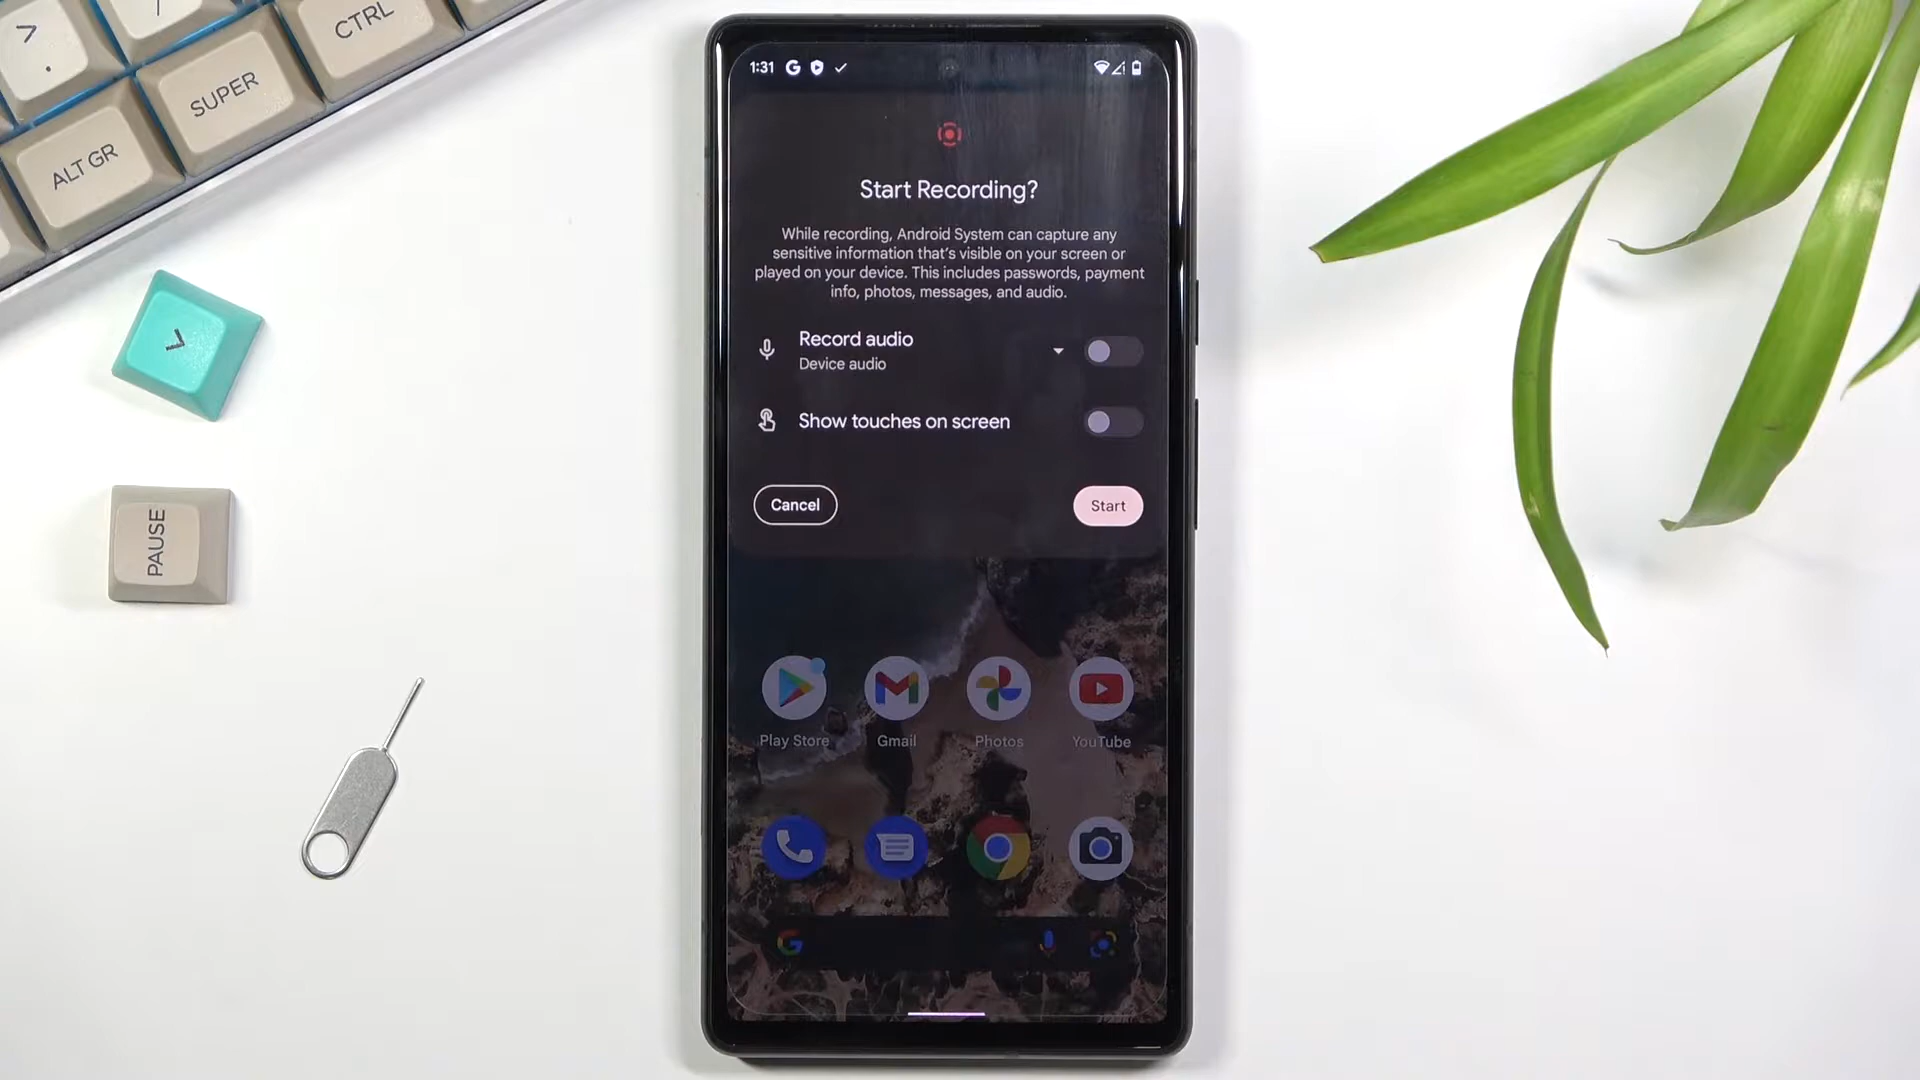 CTRL
SUPER
ALT GR
PAUSE
1:31
Start Recording?
While recording, Android System can capture any
sensitive information that's visible on your screen or
played on your device. This includes passwords, payment
info, photos, messages, and audio.
Record audio
Device audio
Show touches on screen
Cancel
Start
Play Store
Gmail
Photos
YouTube